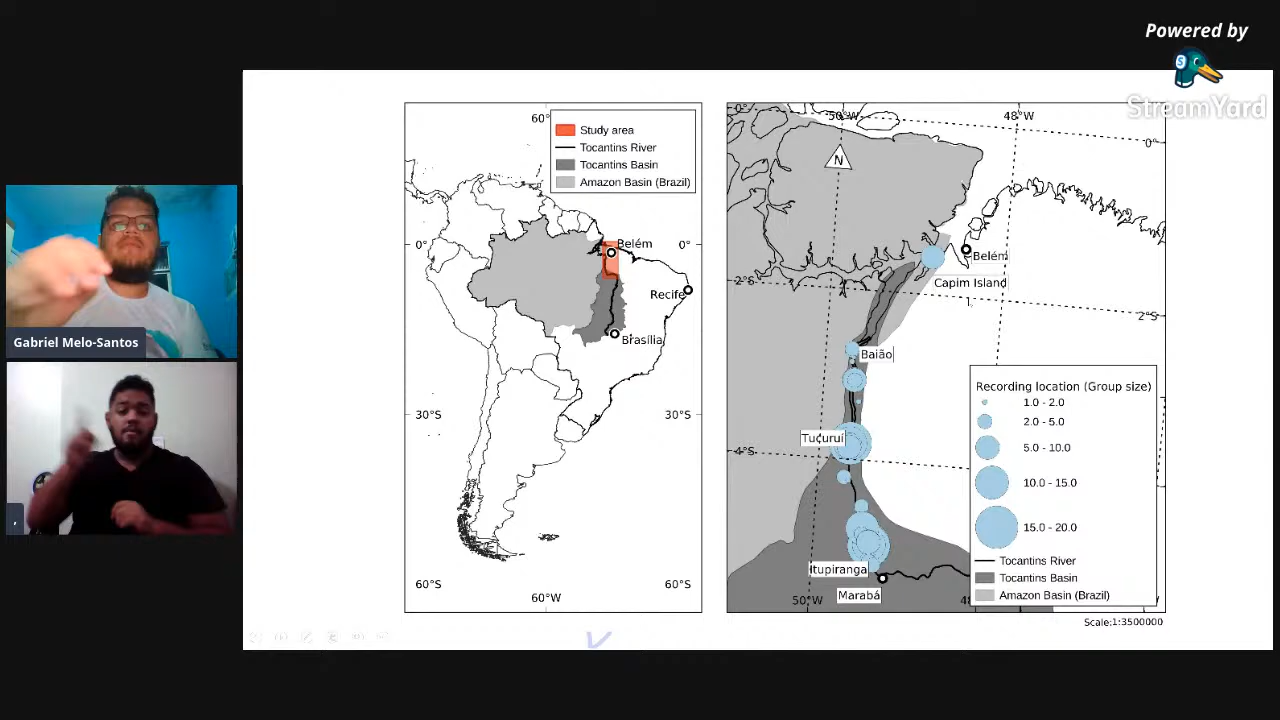 Powered by
StreamYard
Gabriel Melo-Santos
,
60°
Study area
Tocantins River
Tocantins Basin
Amazon Basin (Brazil)
0°
0°
Belém
Recife
Brasília
30°S
30°S
60°S
60°S
60°W
0°
50°W
48°W
0°
N
Belém
2°S
Capim Island
2°S
Baião
Tucuruí
4°S
Itupiranga
Marabá
50°W
48
Recording location (Group size)
1.0 - 2.0
2.0 - 5.0
5.0 - 10.0
10.0 - 15.0
15.0 - 20.0
Tocantins River
Tocantins Basin
Amazon Basin (Brazil)
Scale:1:3500000